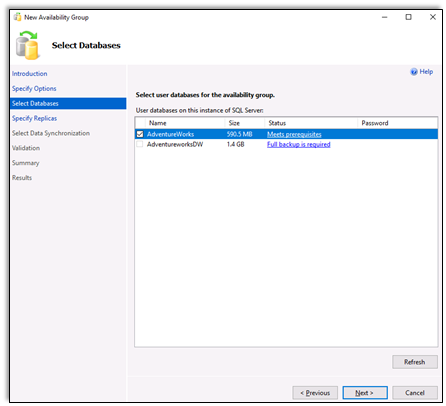 New Availability Group
Select Databases
Help
Introduction
Specify Options
Select Databases
Specify Replicas
Select Data Synchronization
Validation
Summary
Results
Select user databases for the availability group.
User databases on this instance of SQL Server:
Name Size Status Password
AdventureWorks 590.5 MB Meets prerequisites
AdventureworksDW 1.4 GB Full backup is required
Refresh
< Previous Next > Cancel